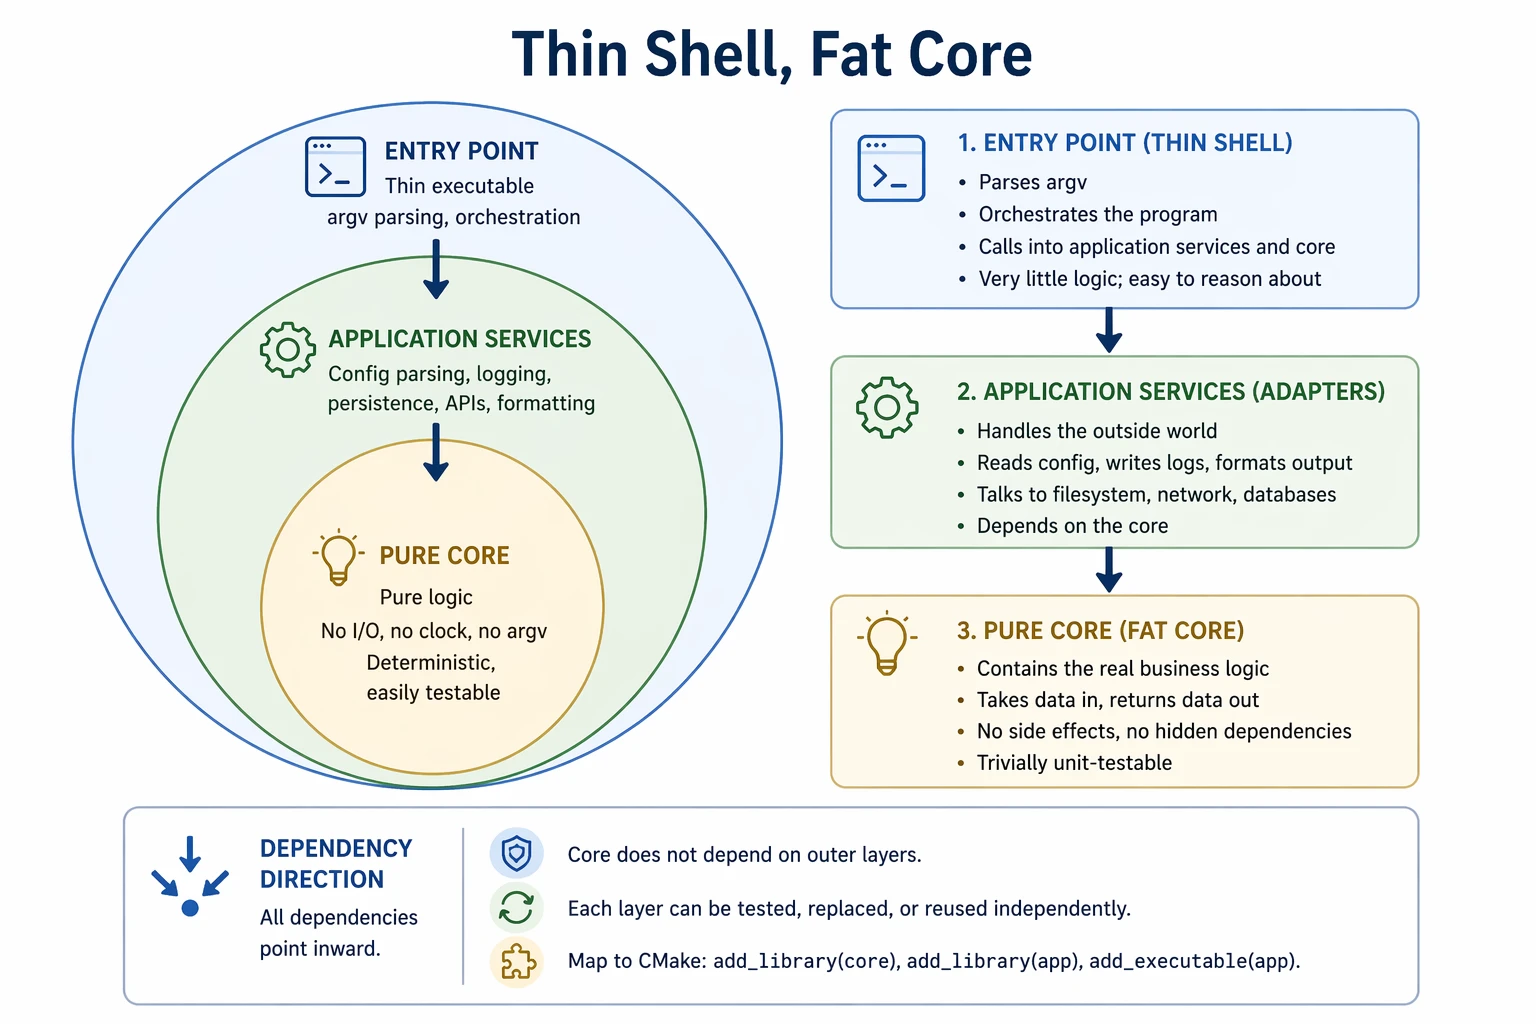 Thin Shell, Fat Core
ENTRY POINT
Thin executable
argv parsing, orchestration
APPLICATION SERVICES
Config parsing, logging,
persistence, APIs, formatting
PURE CORE
Pure logic
No I/O, no clock, no argv
Deterministic,
easily testable
1. ENTRY POINT (THIN SHELL)
• Parses argv
• Orchestrates the program
• Calls into application services and core
• Very little logic; easy to reason about
2. APPLICATION SERVICES (ADAPTERS)
• Handles the outside world
• Reads config, writes logs, formats output
• Talks to filesystem, network, databases
• Depends on the core
3. PURE CORE (FAT CORE)
• Contains the real business logic
• Takes data in, returns data out
• No side effects, no hidden dependencies
• Trivially unit-testable
DEPENDENCY
DIRECTION
All dependencies
point inward.
Core does not depend on outer layers.
Each layer can be tested, replaced, or reused independently.
Map to CMake: add_library(core), add_library(app), add_executable(app).